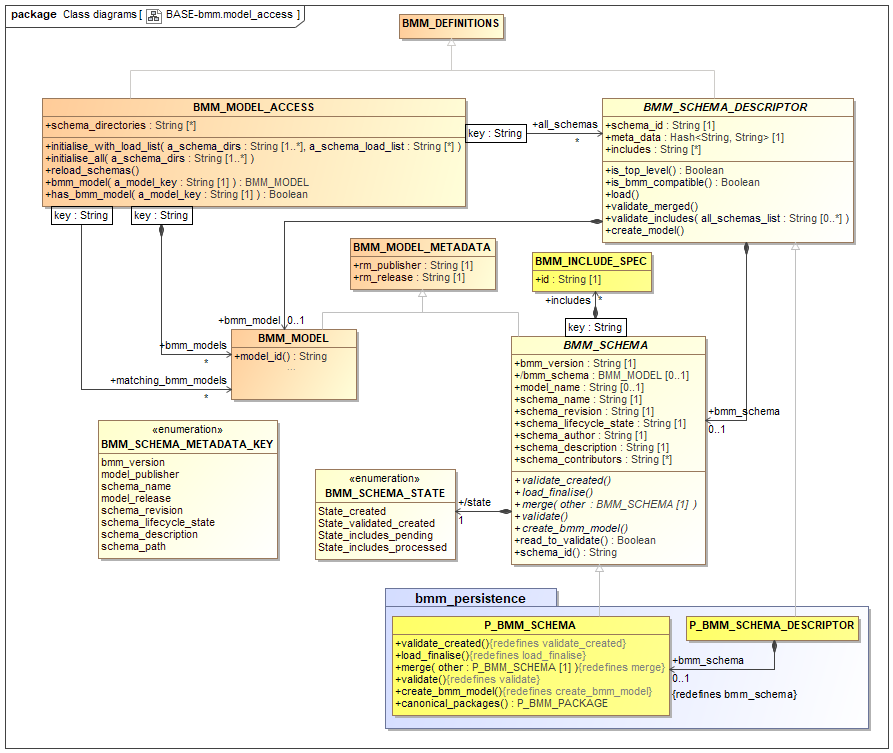 package Class diagrams [ BASE-bmm.model_access ]
BMM_DEFINITIONS
BMM_MODEL_ACCESS
+schema_directories : String [*]
+initialise_with_load_list( a_schema_dirs : String [1..*], a_schema_load_list : String [*] )
+initialise_all( a_schema_dirs : String [1..*] )
+reload_schemas()
+bmm_model( a_model_key : String [1] ) : BMM_MODEL
+has_bmm_model( a_model_key : String [1] ) : Boolean
key : String
+all_schemas
*
BMM_SCHEMA_DESCRIPTOR
+schema_id : String [1]
+meta_data : Hash<String, String> [1]
+includes : String [*]
+is_top_level() : Boolean
+is_bmm_compatible() : Boolean
+load()
+validate_merged()
+validate_includes( all_schemas_list : String [0..*] )
+create_model()
key : String
key : String
BMM_MODEL_METADATA
+rm_publisher : String [1]
+rm_release : String [1]
BMM_INCLUDE_SPEC
+id : String [1]
+includes
*
key : String
+bmm_model
0..1
BMM_MODEL
+model_id() : String
...
+bmm_models
*
+matching_bmm_models
*
BMM_SCHEMA
+bmm_version : String [1]
+/bmm_schema : BMM_MODEL [0..1]
+model_name : String [0..1]
+schema_name : String [1]
+schema_revision : String [1]
+schema_lifecycle_state : String [1]
+schema_author : String [1]
+schema_description : String [1]
+schema_contributors : String [*]
+validate_created()
+load_finalise()
+merge( other : BMM_SCHEMA [1] )
+validate()
+create_bmm_model()
+read_to_validate() : Boolean
+schema_id() : String
+bmm_schema
0..1
«enumeration»
BMM_SCHEMA_METADATA_KEY
bmm_version
model_publisher
schema_name
model_release
schema_revision
schema_lifecycle_state
schema_description
schema_path
«enumeration»
BMM_SCHEMA_STATE
State_created
State_validated_created
State_includes_pending
State_includes_processed
+/state
1
bmm_persistence
P_BMM_SCHEMA
+validate_created(){redefines validate_created}
+load_finalise(){redefines load_finalise}
+merge( other : P_BMM_SCHEMA [1] ){redefines merge}
+validate(){redefines validate}
+create_bmm_model(){redefines create_bmm_model}
+canonical_packages() : P_BMM_PACKAGE
P_BMM_SCHEMA_DESCRIPTOR
+bmm_schema
0..1
{redefines bmm_schema}